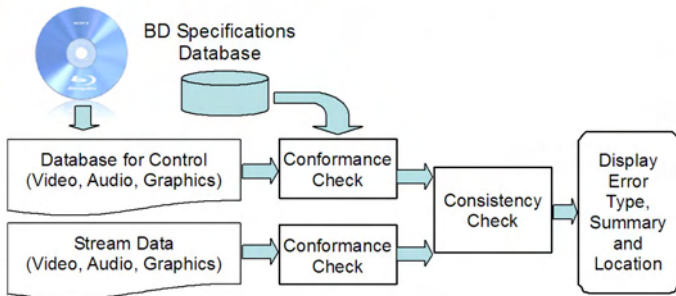 SONY
BD Specifications
Database
Database for Control
(Video, Audio, Graphics)
Conformance
Check
Stream Data
(Video, Audio, Graphics)
Conformance
Check
Consistency
Check
Display
Error
Type,
Summary
and
Location